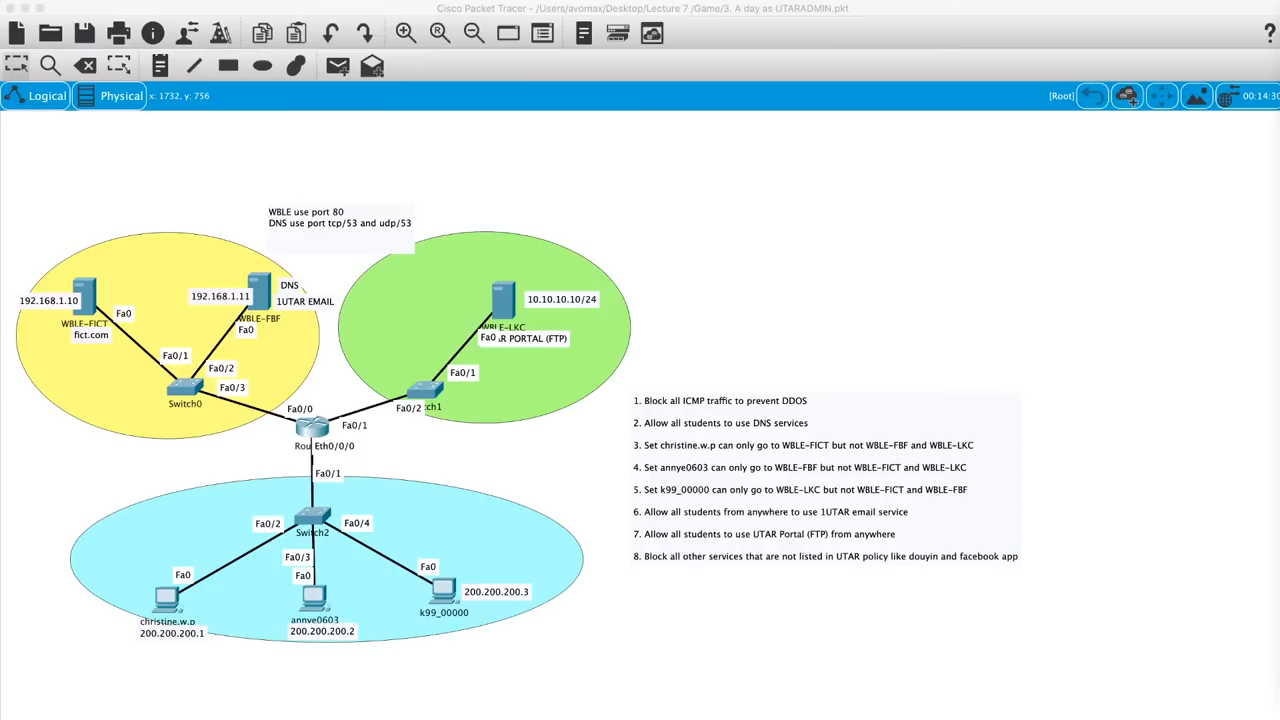 Cisco Packet Tracer - /Users/avomax/Desktop/Lecture 7 /Game/3. A day as UTARADMIN.pkt
Logical
Physical
x: 1732, y: 756
[Root]
00:14:30
WBLE use port 80
DNS use port tcp/53 and udp/53
192.168.1.10
WBLE-FICT
fict.com
Fa0
192.168.1.11
DNS
1UTAR EMAIL
WBLE-FBF
Fa0
Fa0/1
Fa0/2
Fa0/3
Switch0
10.10.10.10/24
WBLE-LKC
Fa0
AR PORTAL (FTP)
Fa0/1
Fa0/2
ch1
Fa0/0
Fa0/1
Rou
Eth0/0/0
Fa0/1
Fa0/2
Fa0/4
Switch2
Fa0/3
Fa0
Fa0
Fa0
christine.w.p
200.200.200.1
annye0603
200.200.200.2
k99_00000
200.200.200.3
1. Block all ICMP traffic to prevent DDOS
2. Allow all students to use DNS services
3. Set christine.w.p can only go to WBLE-FICT but not WBLE-FBF and WBLE-LKC
4. Set annye0603 can only go to WBLE-FBF but not WBLE-FICT and WBLE-LKC
5. Set k99_00000 can only go to WBLE-LKC but not WBLE-FICT and WBLE-FBF
6. Allow all students from anywhere to use 1UTAR email service
7. Allow all students to use UTAR Portal (FTP) from anywhere
8. Block all other services that are not listed in UTAR policy like douyin and facebook app